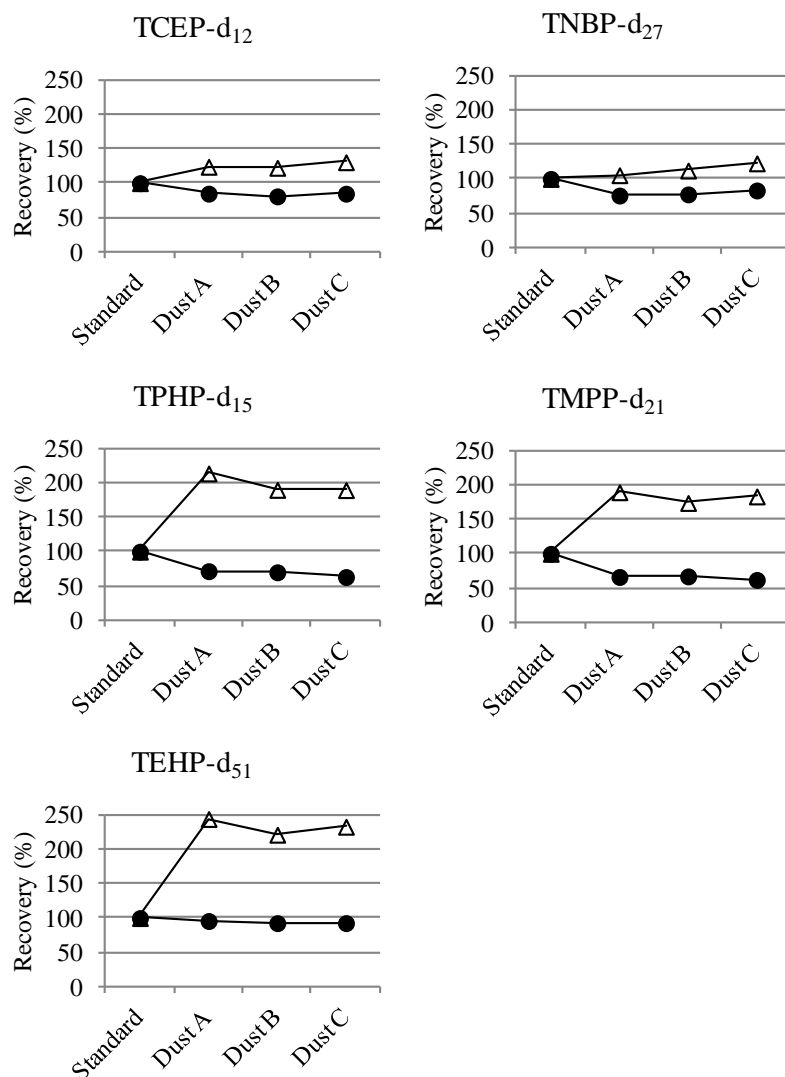 TCEP-d12
Recovery (%)
250
200
150
100
50
0
Standard
Dust A
Dust B
Dust C
TNBP-d27
Recovery (%)
250
200
150
100
50
0
Standard
Dust A
Dust B
Dust C
TPHP-d15
Recovery (%)
250
200
150
100
50
0
Standard
Dust A
Dust B
Dust C
TMPP-d21
Recovery (%)
250
200
150
100
50
0
Standard
Dust A
Dust B
Dust C
TEHP-d51
Recovery (%)
250
200
150
100
50
0
Standard
Dust A
Dust B
Dust C